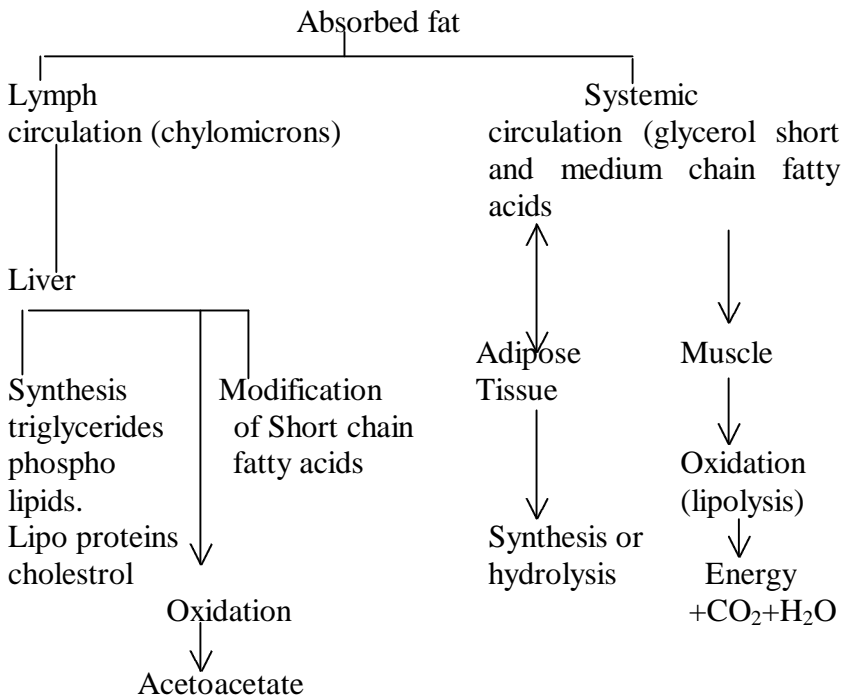 Absorbed fat
Lymph
circulation (chylomicrons)
Systemic
circulation (glycerol short
and medium chain fatty
acids
Liver
Synthesis
triglycerides
phospho
lipids.
Lipo proteins
cholestrol
Modification
of Short chain
fatty acids
Oxidation
Acetoacetate
Adipose
Tissue
Synthesis or
hydrolysis
Muscle
Oxidation
(lipolysis)
Energy
+CO₂+H₂O